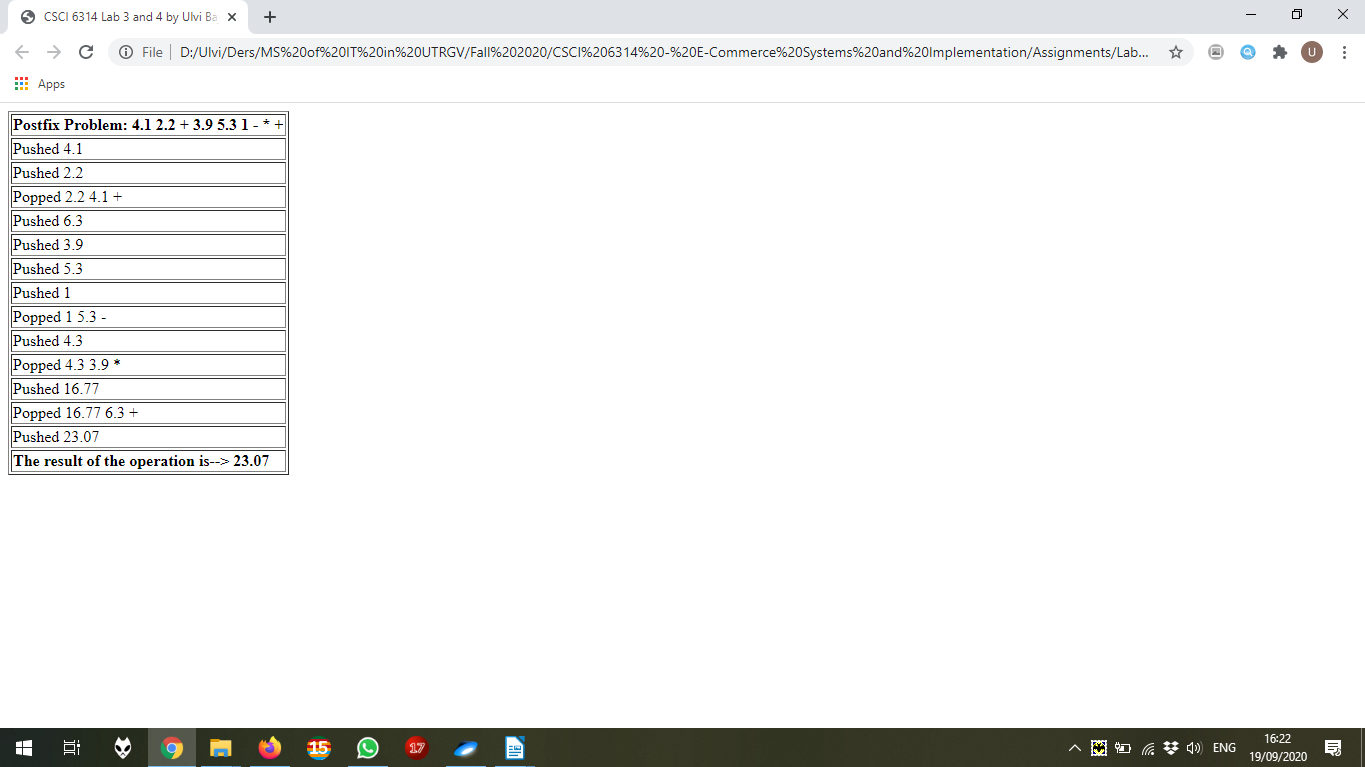 CSCI 6314 Lab 3 and 4 by Ulvi Ba
File
D:/Ulvi/Ders/MS%20of%20IT%20in%20UTRGV/Fall%202020/CSCI%206314%20-%20E-Commerce%20Systems%20and%20Implementation/Assignments/Lab...
U
Apps
Postfix Problem: 4.1 2.2 + 3.9 5.3 1 - * +
Pushed 4.1
Pushed 2.2
Popped 2.2 4.1 +
Pushed 6.3
Pushed 3.9
Pushed 5.3
Pushed 1
Popped 1 5.3 -
Pushed 4.3
Popped 4.3 3.9 *
Pushed 16.77
Popped 16.77 6.3 +
Pushed 23.07
The result of the operation is--> 23.07
15
17
ENG
16:22
19/09/2020